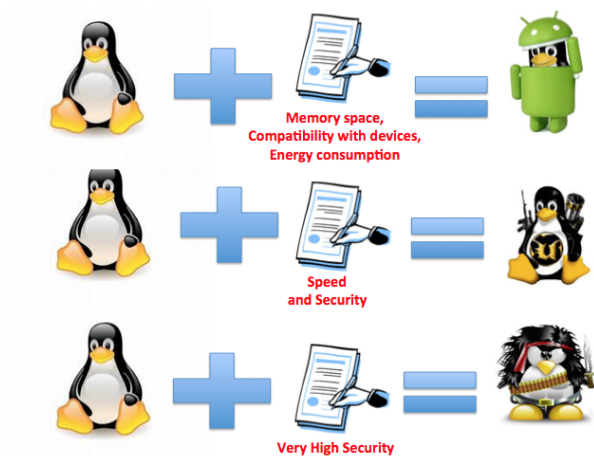 Memory space,
Compatibility with devices,
Energy consumption
Speed
and Security
Very High Security